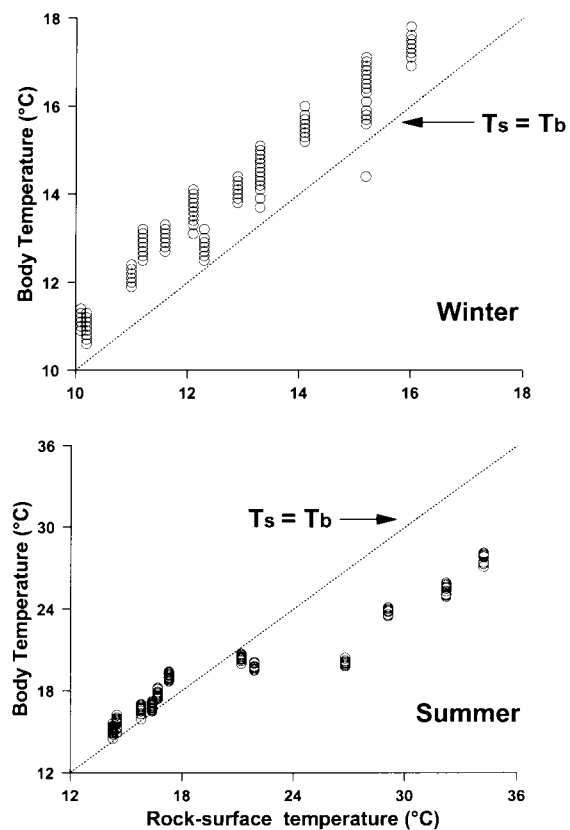 18
16
14
12
10
Body Temperature (°C)
Ts = Tb
Winter
10 12 14 16 18
36
30
24
18
12
Body Temperature (°C)
Ts = Tb
Summer
12 18 24 30 36
Rock-surface temperature (°C)